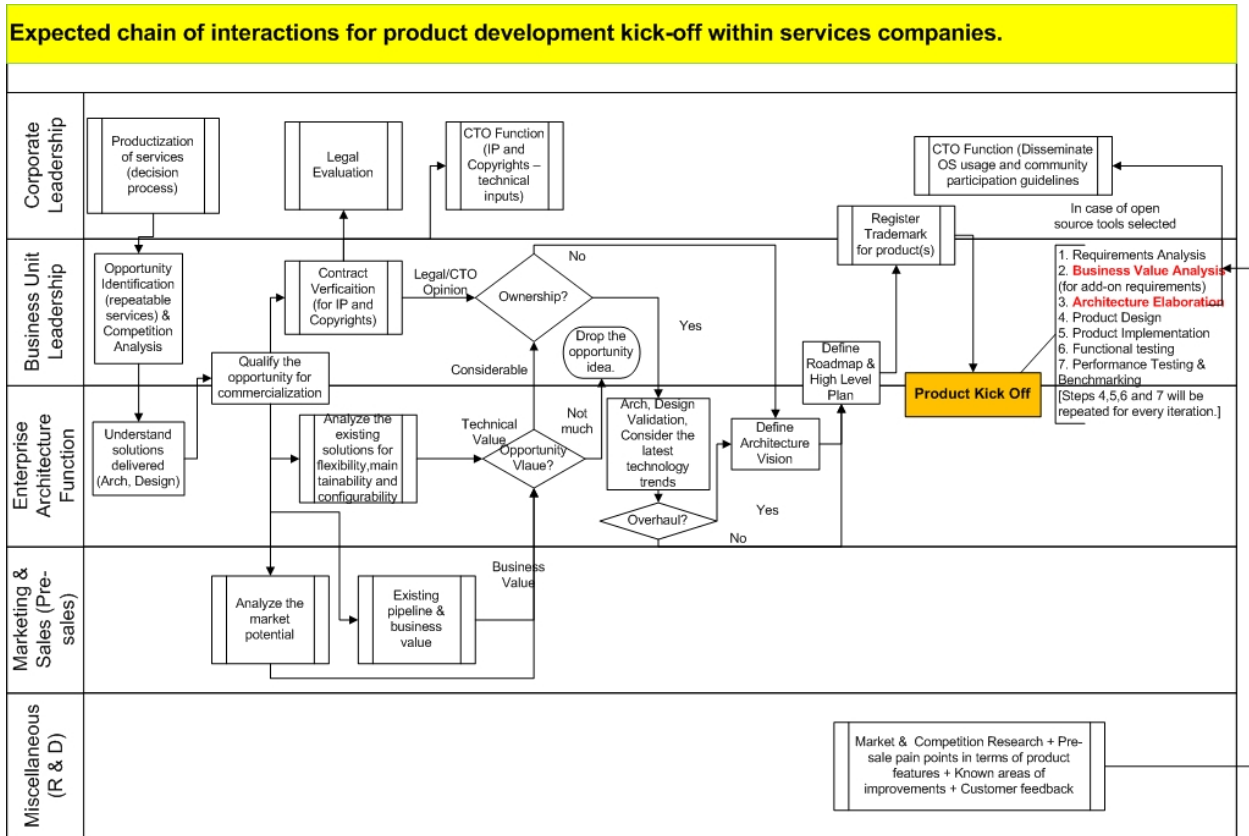 Expected chain of interactions for product development kick-off within services companies.
Corporate
Leadership
Productization
of services
(decision
process)
Legal
Evaluation
CTO Function
(IP and
Copyrights –
technical
inputs)
CTO Function (Disseminate
OS usage and community
participation guidelines
In case of open
source tools selected
Register
Trademark
for product(s)
Business Unit
Leadership
Opportunity
Identification
(repeatable
services) &
Competition
Analysis
Contract
Verfication
(for IP and
Copyrights)
Legal/CTO
Opinion
Ownership?
No
Yes
Drop the
opportunity
idea.
Considerable
Qualify the
opportunity for
commercialization
Define
Roadmap &
High Level
Plan
Product Kick Off
1. Requirements Analysis
2. Business Value Analysis
(for add-on requirements)
3. Architecture Elaboration
4. Product Design
5. Product Implementation
6. Functional testing
7. Performance Testing &
Benchmarking
[Steps 4,5,6 and 7 will be
repeated for every iteration.]
Enterprise
Architecture
Function
Understand
solutions
delivered
(Arch, Design)
Analyze the
existing
solutions for
flexibility,main
tainability and
configurability
Technical
Value
Opportunity
Vlaue?
Not
much
Arch, Design
Validation,
Consider the
latest
technology
trends
Define
Architecture
Vision
Overhaul?
Yes
No
Marketing &
Sales (Pre-
sales)
Analyze the
market
potential
Existing
pipeline &
business
value
Business
Value
Miscellaneous
(R & D)
Market & Competition Research + Pre-
sale pain points in terms of product
features + Known areas of
improvements + Customer feedback